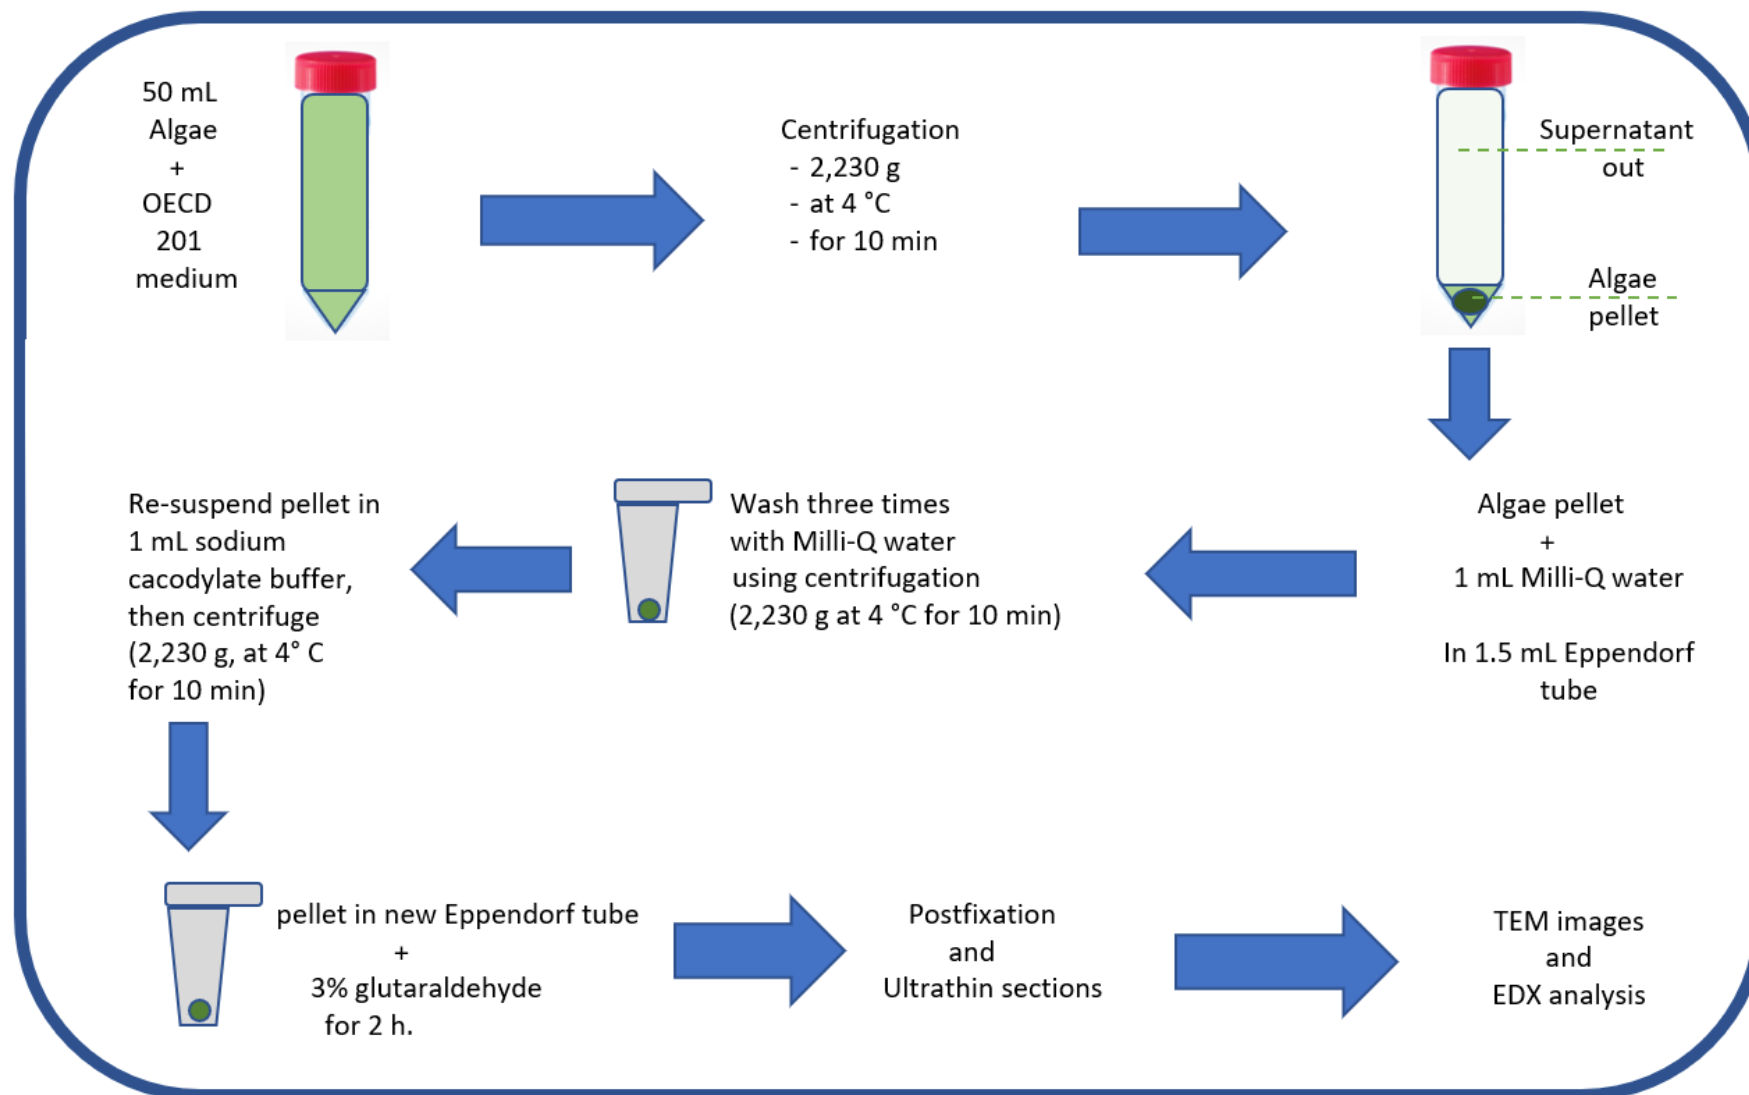 50 mL
Algae
+
OECD
201
medium
Centrifugation
- 2,230 g
- at 4 °C
- for 10 min
Supernatant
out
Algae
pellet
Algae pellet
+
1 mL Milli-Q water
In 1.5 mL Eppendorf
tube
Wash three times
with Milli-Q water
using centrifugation
(2,230 g at 4 °C for 10 min)
Re-suspend pellet in
1 mL sodium
cacodylate buffer,
then centrifuge
(2,230 g, at 4° C
for 10 min)
pellet in new Eppendorf tube
+
3% glutaraldehyde
for 2 h.
Postfixation
and
Ultrathin sections
TEM images
and
EDX analysis